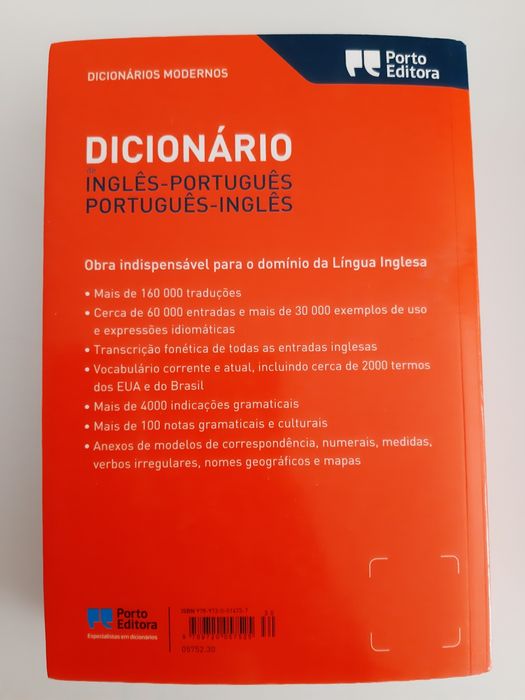 DICIONÁRIOS MODERNOS
Porto
Editora
DICIONÁRIO
de
INGLÊS-PORTUGUÊS
PORTUGUÊS-INGLÊS
Obra indispensável para o domínio da Língua Inglesa
• Mais de 160 000 traduções
• Cerca de 60 000 entradas e mais de 30 000 exemplos de uso
e expressões idiomáticas
• Transcrição fonética de todas as entradas inglesas
• Vocabulário corrente e atual, incluindo cerca de 2000 termos
dos EUA e do Brasil
• Mais de 4000 indicações gramaticais
• Mais de 100 notas gramaticais e culturais
• Anexos de modelos de correspondência, numerais, medidas,
verbos irregulares, nomes geográficos e mapas
Porto
Editora
Especialistas em dicionários
ISBN
05752.30